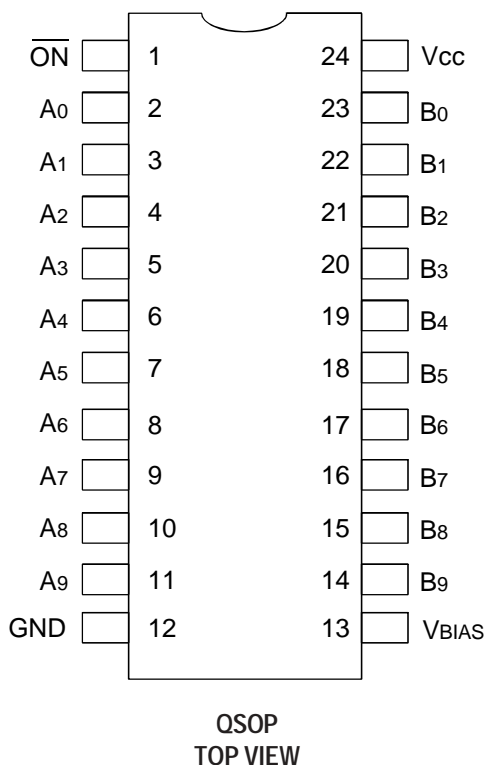 O̅N̅ 1 24 Vcc
A0 2 23 B0
A1 3 22 B1
A2 4 21 B2
A3 5 20 B3
A4 6 19 B4
A5 7 18 B5
A6 8 17 B6
A7 9 16 B7
A8 10 15 B8
A9 11 14 B9
GND 12 13 VBIAS
QSOP
TOP VIEW